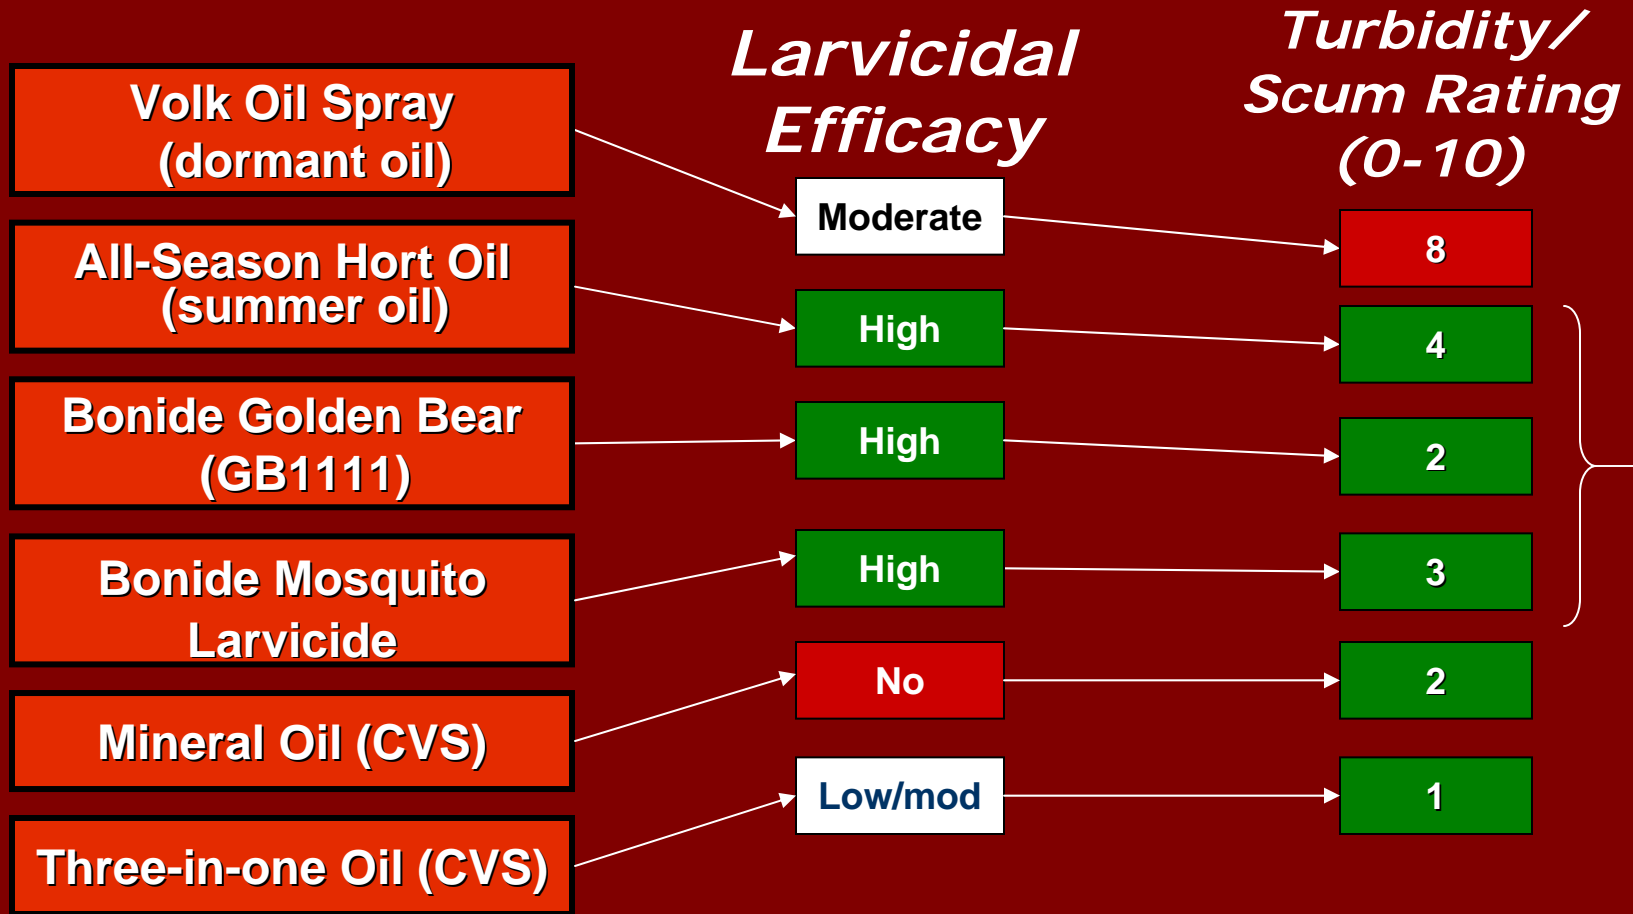 Larvicidal
Efficacy
Turbidity/
Scum Rating
(0-10)
Volk Oil Spray
(dormant oil)
Moderate
8
All-Season Hort Oil
(summer oil)
High
4
Bonide Golden Bear
(GB1111)
High
2
Bonide Mosquito
Larvicide
High
3
Mineral Oil (CVS)
No
2
Three-in-one Oil (CVS)
Low/mod
1